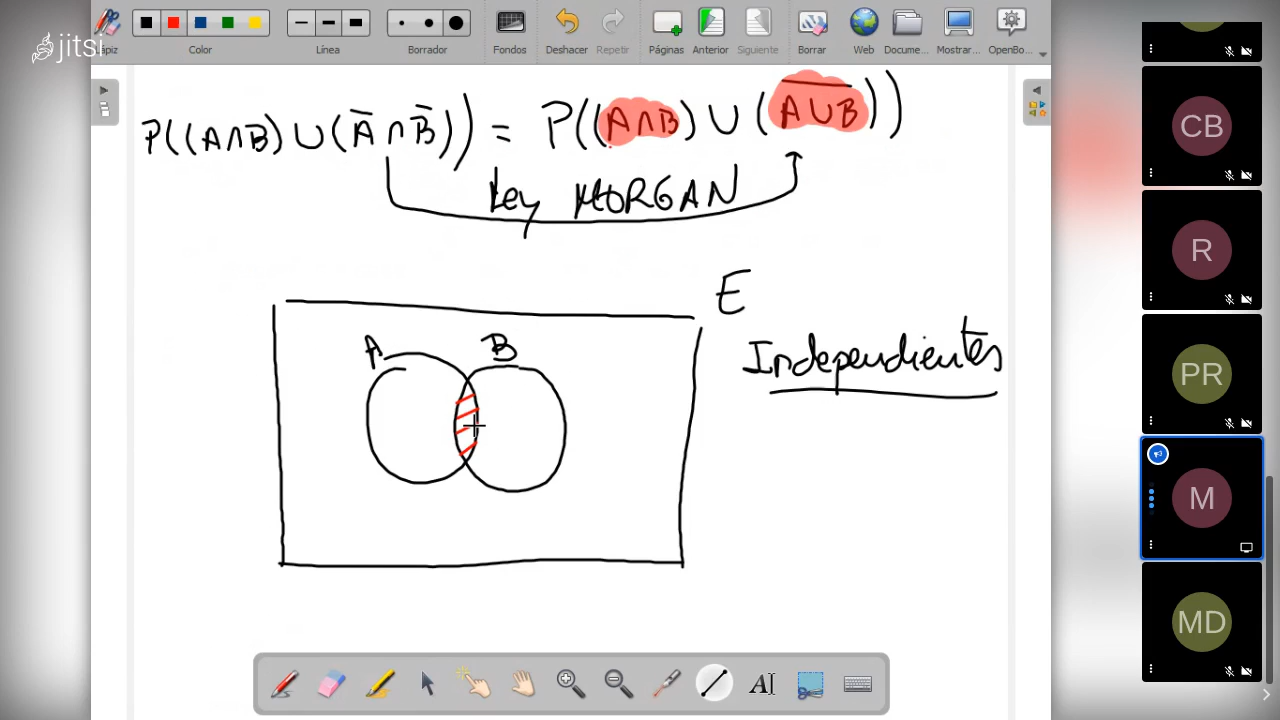 jitsi
Color
Línea
Borrador
Fondos
Deshacer
Repetir
Páginas
Anterior
Siguiente
Borrar
Web
Docume...
Mostrar...
OpenBo...
P((A∩B)∪(A̅∩B̅)) = P((A∩B)∪(A̅∪̅B̅))
Ley MORGAN
E
A
B
Independientes
CB
R
PR
M
MD
AI